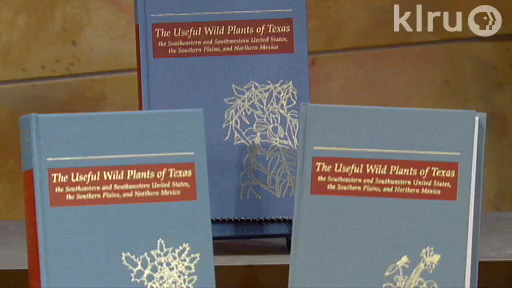 klru
The Useful Wild Plants of Texas
the Southeastern and Southwestern United States,
the Southern Plains, and Northern Mexico
The Useful Wild Plants of Texas
the Southeastern and Southwestern United States,
the Southern Plains, and Northern Mexico
The Useful Wild Plants of Texas
the Southeastern and Southwestern United States,
the Southern Plains, and Northern Mexico